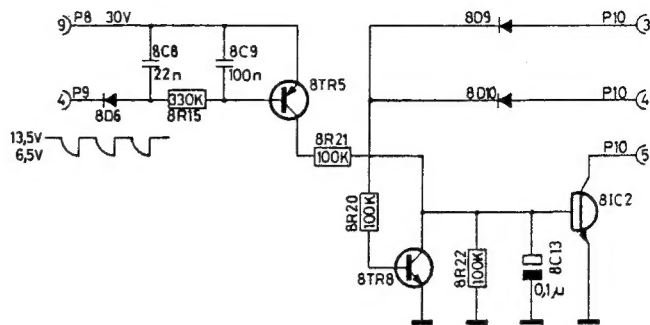 9 P8 30V
8D9 P10 3
8C8
22n
8C9
100n
8TR5
4 P9
8D6
330K
8R15
8D10 P10 4
13,5V
6,5V
8R21
100K
P10 5
8IC2
8R20
100K
8TR8
8R22
100K
8C13
0,1µ